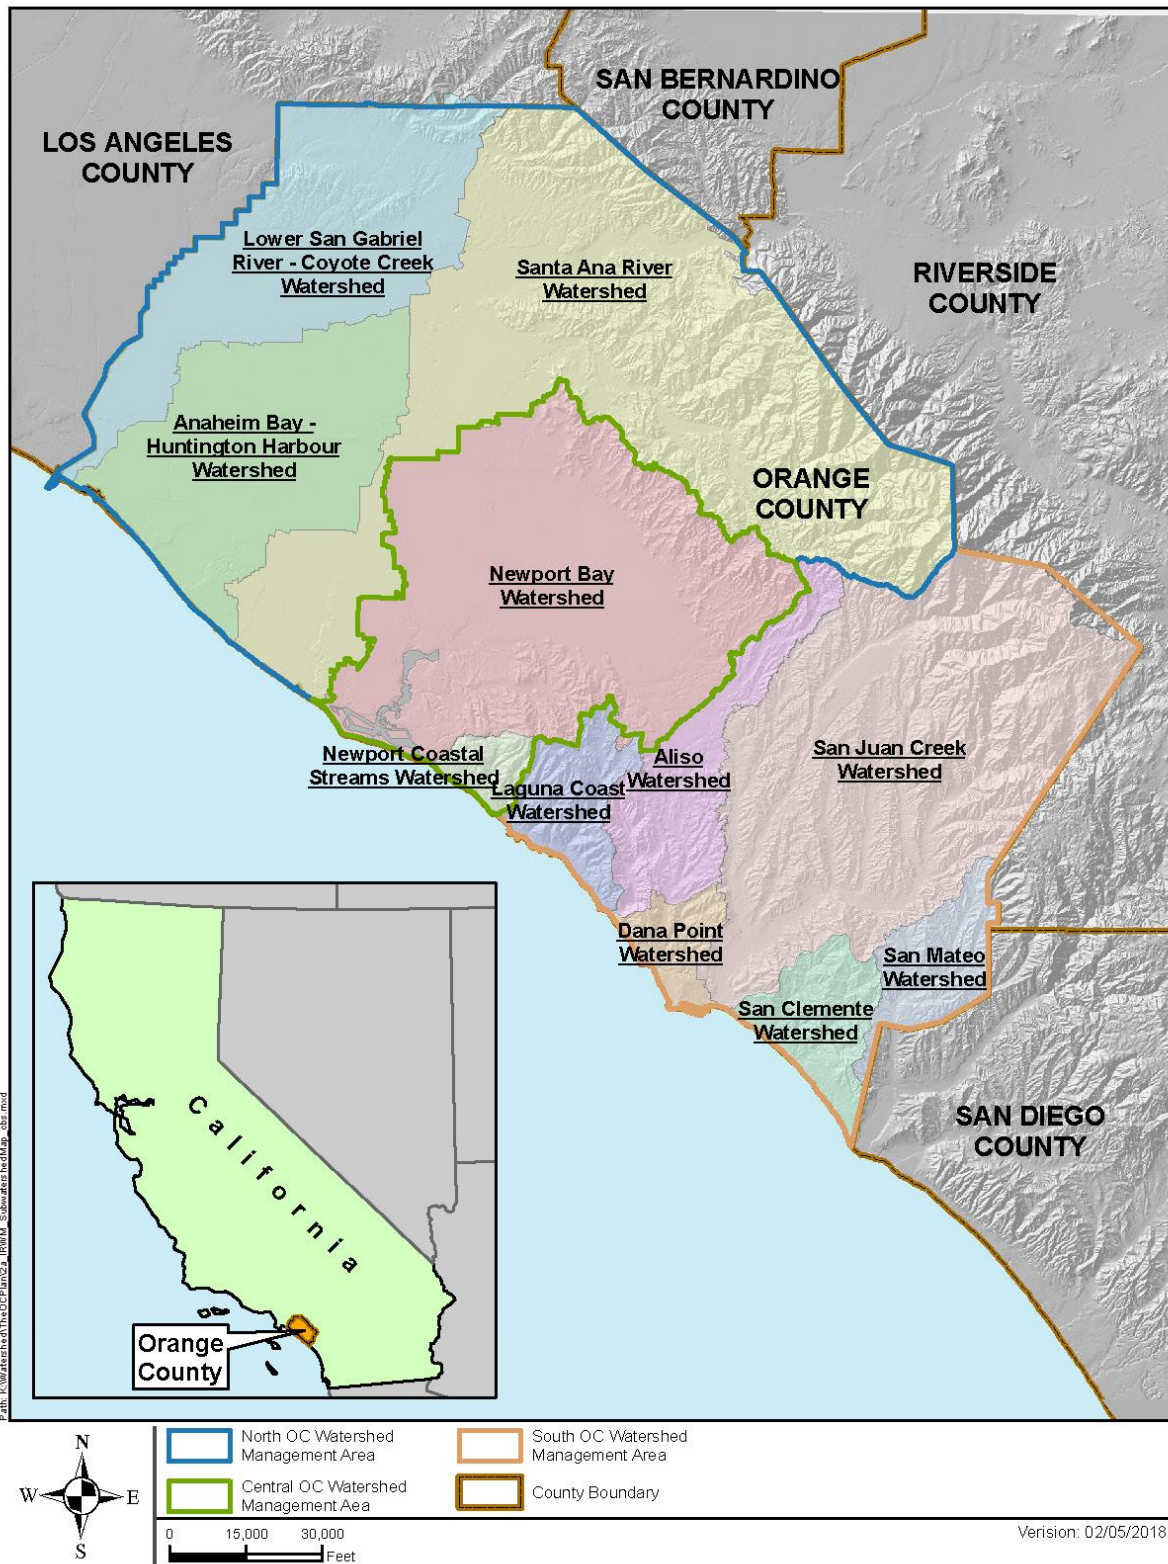 SAN BERNARDINO
COUNTY
LOS ANGELES
COUNTY
Lower San Gabriel
River - Coyote Creek
Watershed
Santa Ana River
Watershed
RIVERSIDE
COUNTY
Anaheim Bay -
Huntington Harbour
Watershed
ORANGE
COUNTY
Newport Bay
Watershed
Newport Coastal
Streams Watershed
Laguna Coast
Watershed
Aliso
Watershed
San Juan Creek
Watershed
Dana Point
Watershed
San Mateo
Watershed
San Clemente
Watershed
SAN DIEGO
COUNTY
California
Orange
County
N
W
E
S
North OC Watershed
Management Area
South OC Watershed
Management Area
Central OC Watershed
Management Aea
County Boundary
0 15,000 30,000
Feet
Verision: 02/05/2018